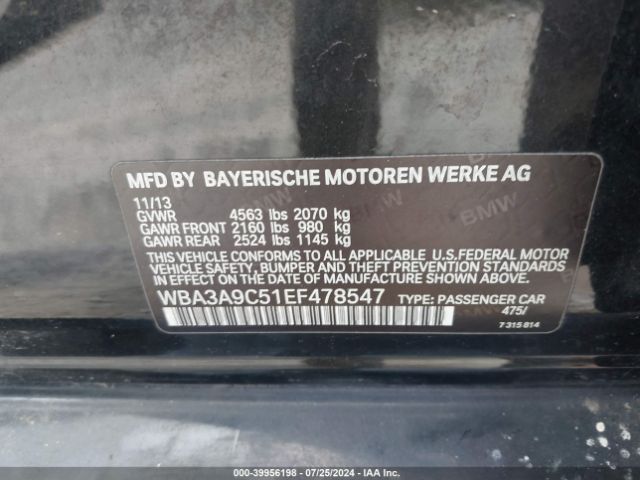 MFD BY BAYERISCHE MOTOREN WERKE AG
11/13
GVWR 4563 lbs 2070 kg
GAWR FRONT 2160 lbs 980 kg
GAWR REAR 2524 lbs 1145 kg
THIS VEHICLE CONFORMS TO ALL APPLICABLE U.S.FEDERAL MOTOR
VEHICLE SAFETY, BUMPER AND THEFT PREVENTION STANDARDS
IN EFFECT ON THE DATE OF MANUFACTURE SHOWN ABOVE.
WBA3A9C51EF478547 TYPE: PASSENGER CAR
475/
7 315 814
000-39956198 - 07/25/2024 - IAA Inc.